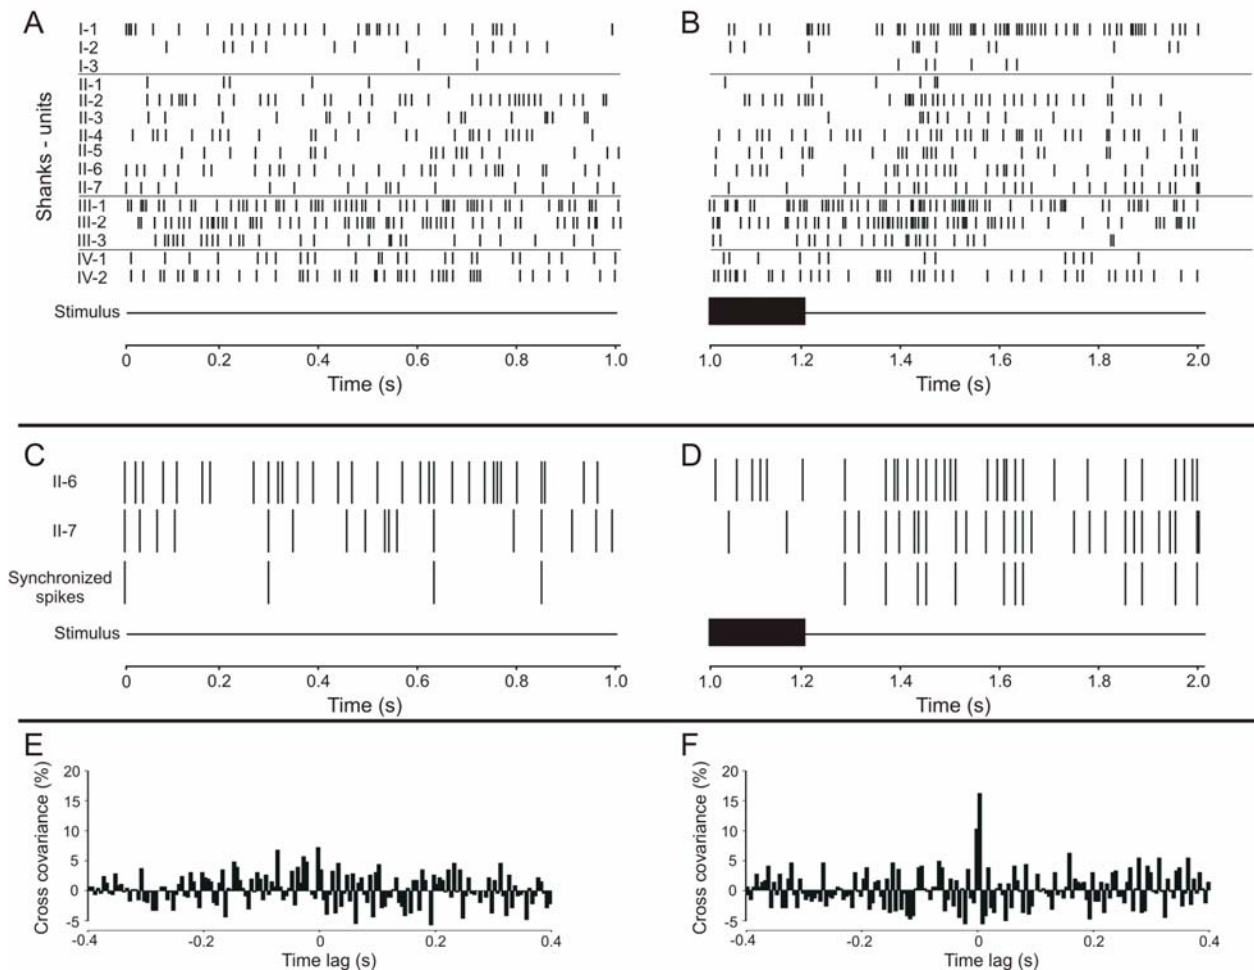 A
B
Shanks - units
I-1
I-2
I-3
II-1
II-2
II-3
II-4
II-5
II-6
II-7
III-1
III-2
III-3
IV-1
IV-2
Stimulus
0 0.2 0.4 0.6 0.8 1.0
Time (s)
1.0 1.2 1.4 1.6 1.8 2.0
Time (s)
C
D
II-6
II-7
Synchronized
spikes
Stimulus
0 0.2 0.4 0.6 0.8 1.0
Time (s)
1.0 1.2 1.4 1.6 1.8 2.0
Time (s)
E
Cross covariance (%)
20
15
10
5
0
-5
-0.4 -0.2 0 0.2 0.4
Time lag (s)
F
Cross covariance (%)
20
15
10
5
0
-5
-0.4 -0.2 0 0.2 0.4
Time lag (s)